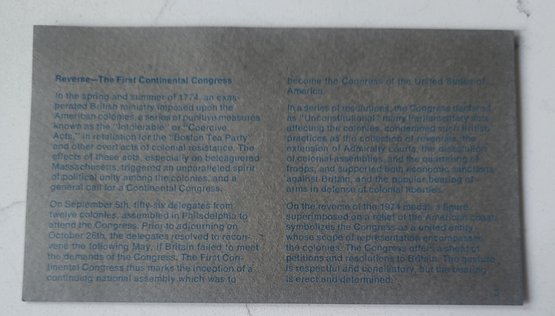 Reverse—The First Continental Congress
In the spring and summer of 1774, an exas-
perated British ministry imposed upon the
American colonies, a series of punitive measures
known as the "Intolerable" or "Coercive
Acts," in retaliation for the "Boston Tea Party"
and other overt acts of colonial resistance. The
effects of these acts, especially on beleaguered
Massachusetts, triggered an unparalleled spirit
of political unity among the colonies, and a
general call for a Continental Congress.
On September 5th, fifty-six delegates from
twelve colonies, assembled in Philadelphia to
attend the Congress. Prior to adjourning on
October 26th, the delegates resolved to recon-
vene the following May, if Britain failed to meet
the demands of the Congress. The First Con-
tinental Congress thus marks the inception of a
continuing national assembly which was to
become the Congress of the United States of
America.
In a series of resolutions, the Congress declared
as "Unconstitutional" many Parliamentary acts
affecting the colonies, condemning such British
practices as the collection of revenues, the
extension of Admiralty courts, the dissolution
of colonial assemblies, and the quartering of
troops, and supported both economic sanctions
against Britain, and the popular bearing of
arms in defense of colonial liberties.
On the reverse of the 1974 medal, a figure
superimposed on a relief of the American coast,
symbolizes the Congress as a united entity
whose scope of representation encompasses
the colonies. The Congress offers a sheaf of
petitions and resolutions to Britain. The gesture
is respectful and conciliatory, but the bearing
is erect and determined.